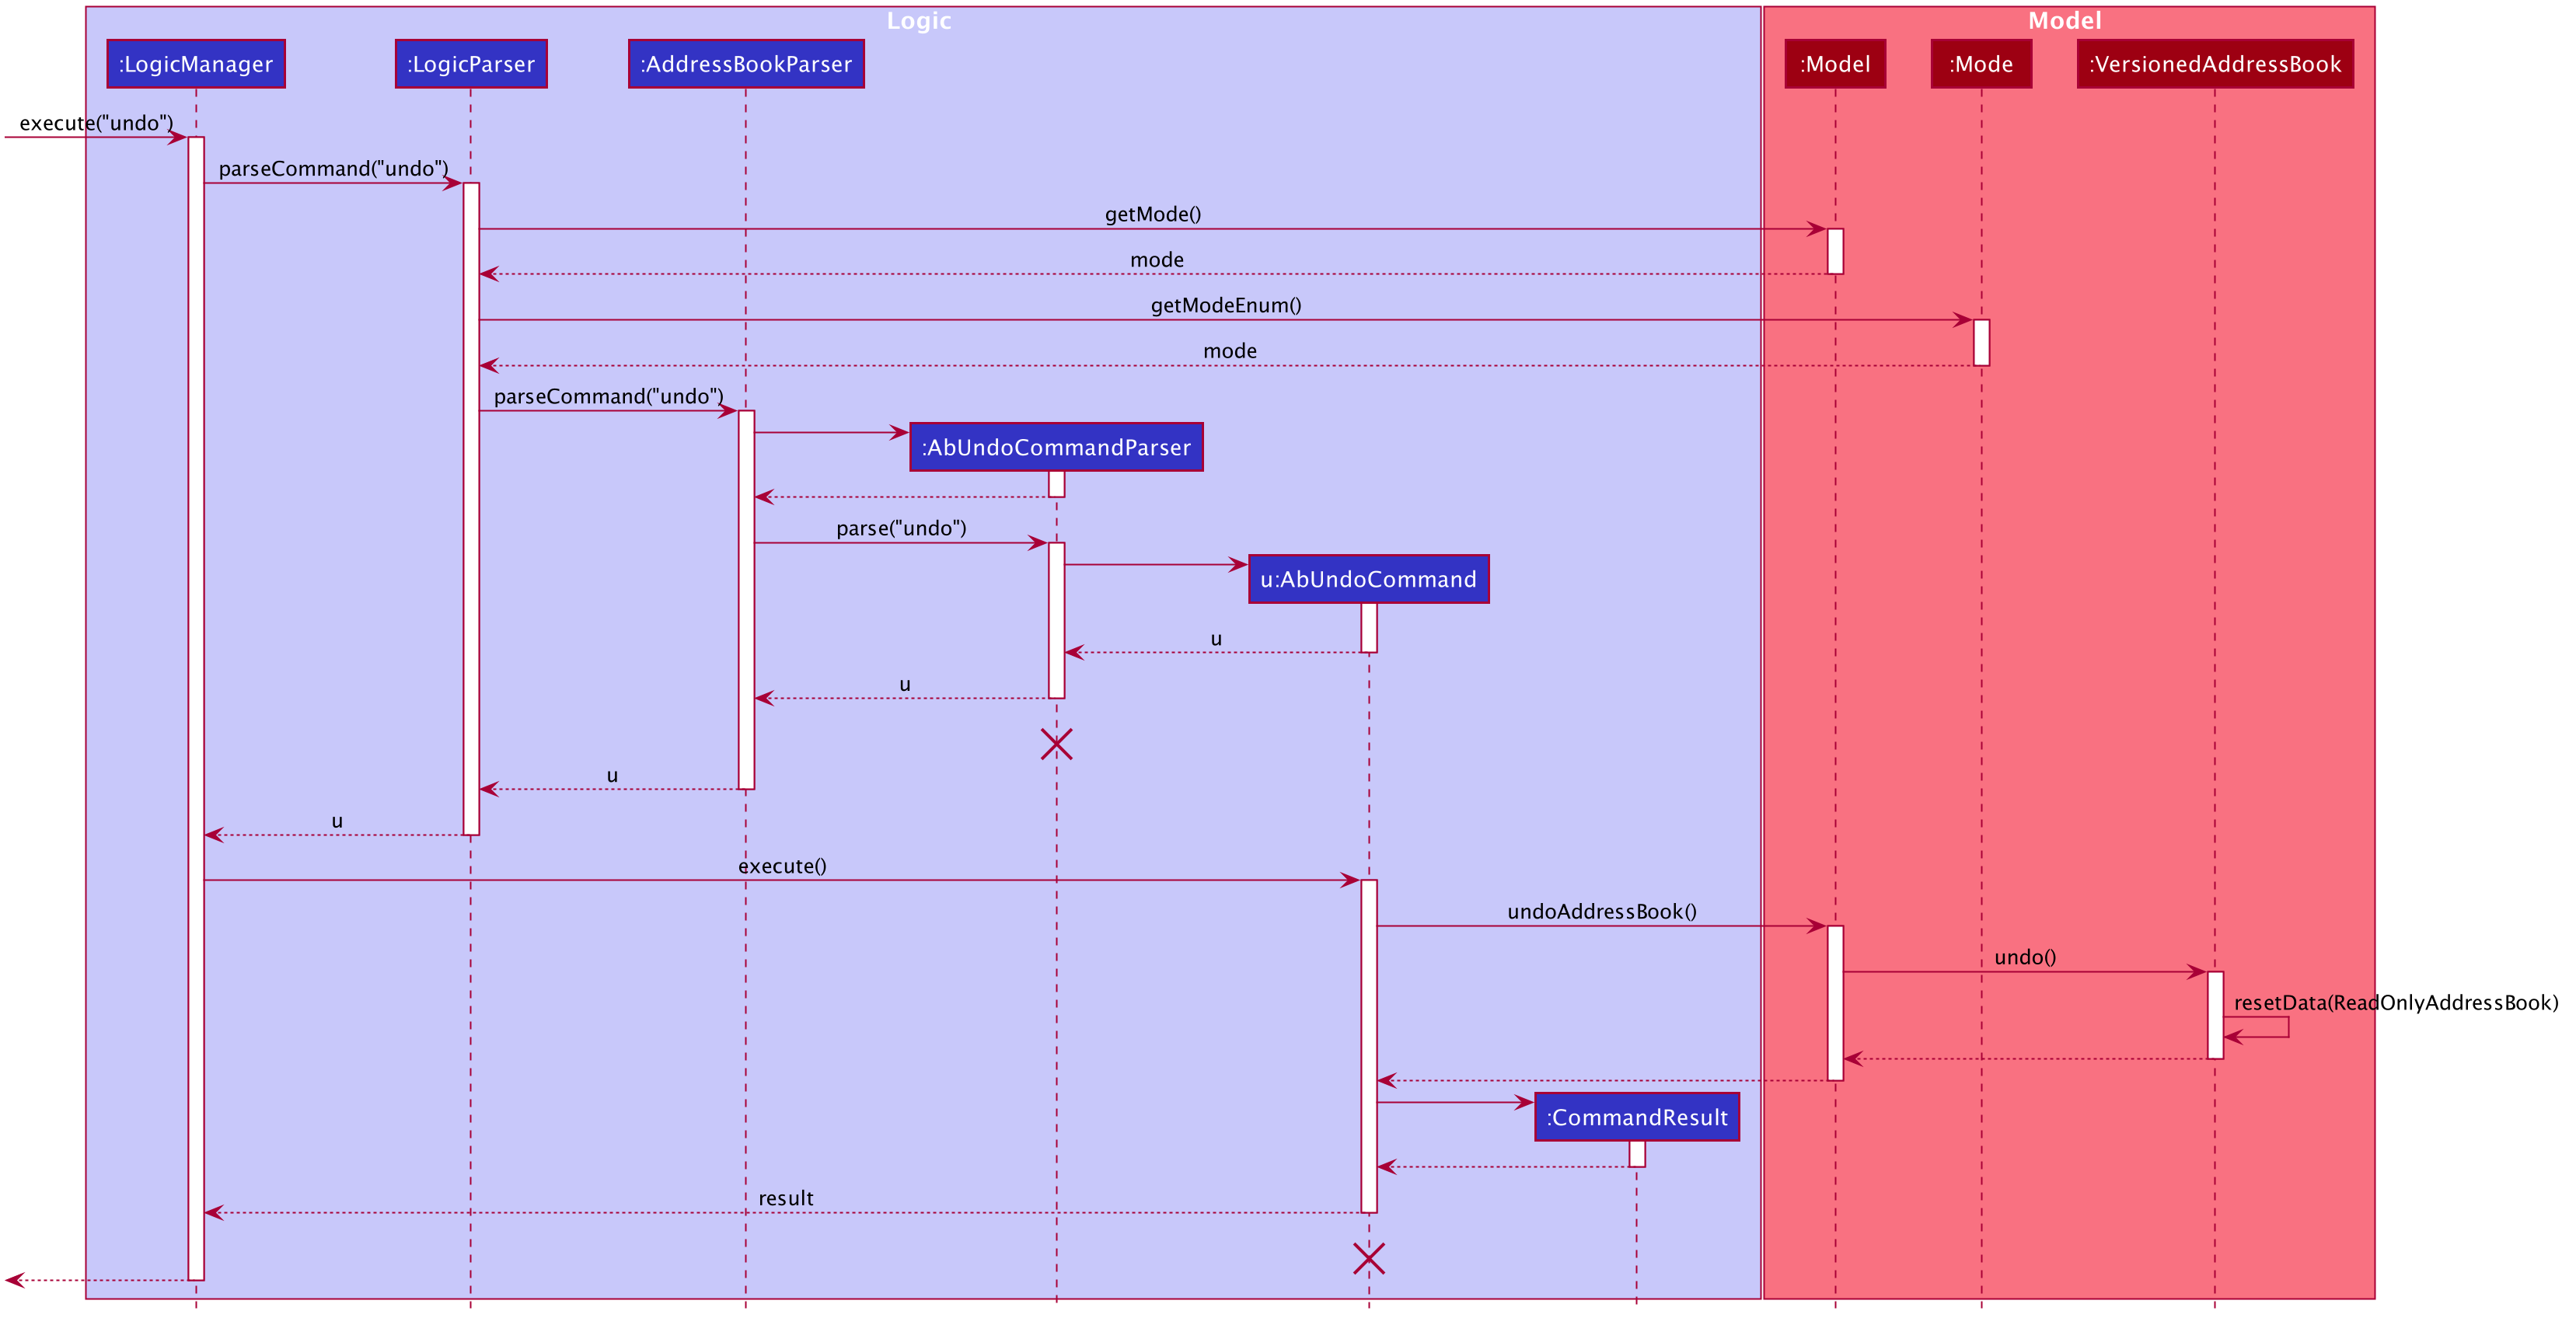 Logic
Model
:LogicManager
:LogicParser
:AddressBookParser
:Model
:Mode
:VersionedAddressBook
execute("undo")
parseCommand("undo")
getMode()
mode
getModeEnum()
mode
parseCommand("undo")
:AbUndoCommandParser
parse("undo")
u:AbUndoCommand
u
u
u
u
execute()
undoAddressBook()
undo()
resetData(ReadOnlyAddressBook)
:CommandResult
result